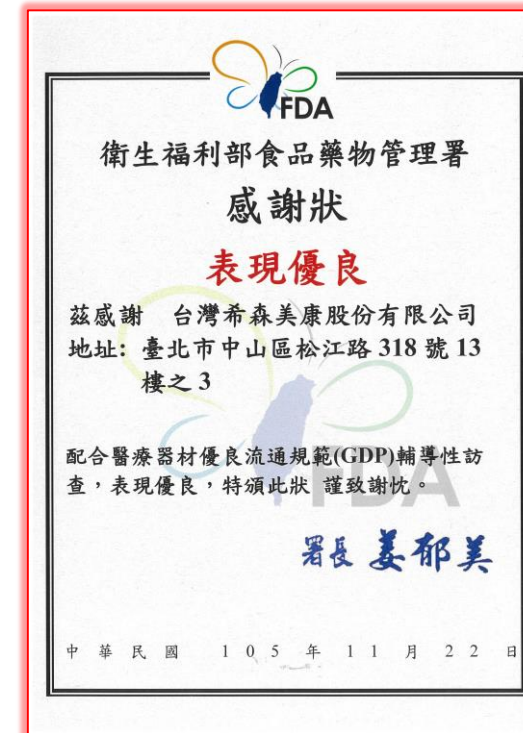 FDA
衛生福利部食品藥物管理署
感謝狀
表現優良
茲感謝 台灣希森美康股份有限公司
地址: 臺北市中山區松江路 318 號 13
樓之 3
配合醫療器材優良流通規範(GDP)輔導性訪
查，表現優良，特頒此狀 謹致謝忱。
署長 姜郁美
中華民國 105 年 11 月 22 日
FDA